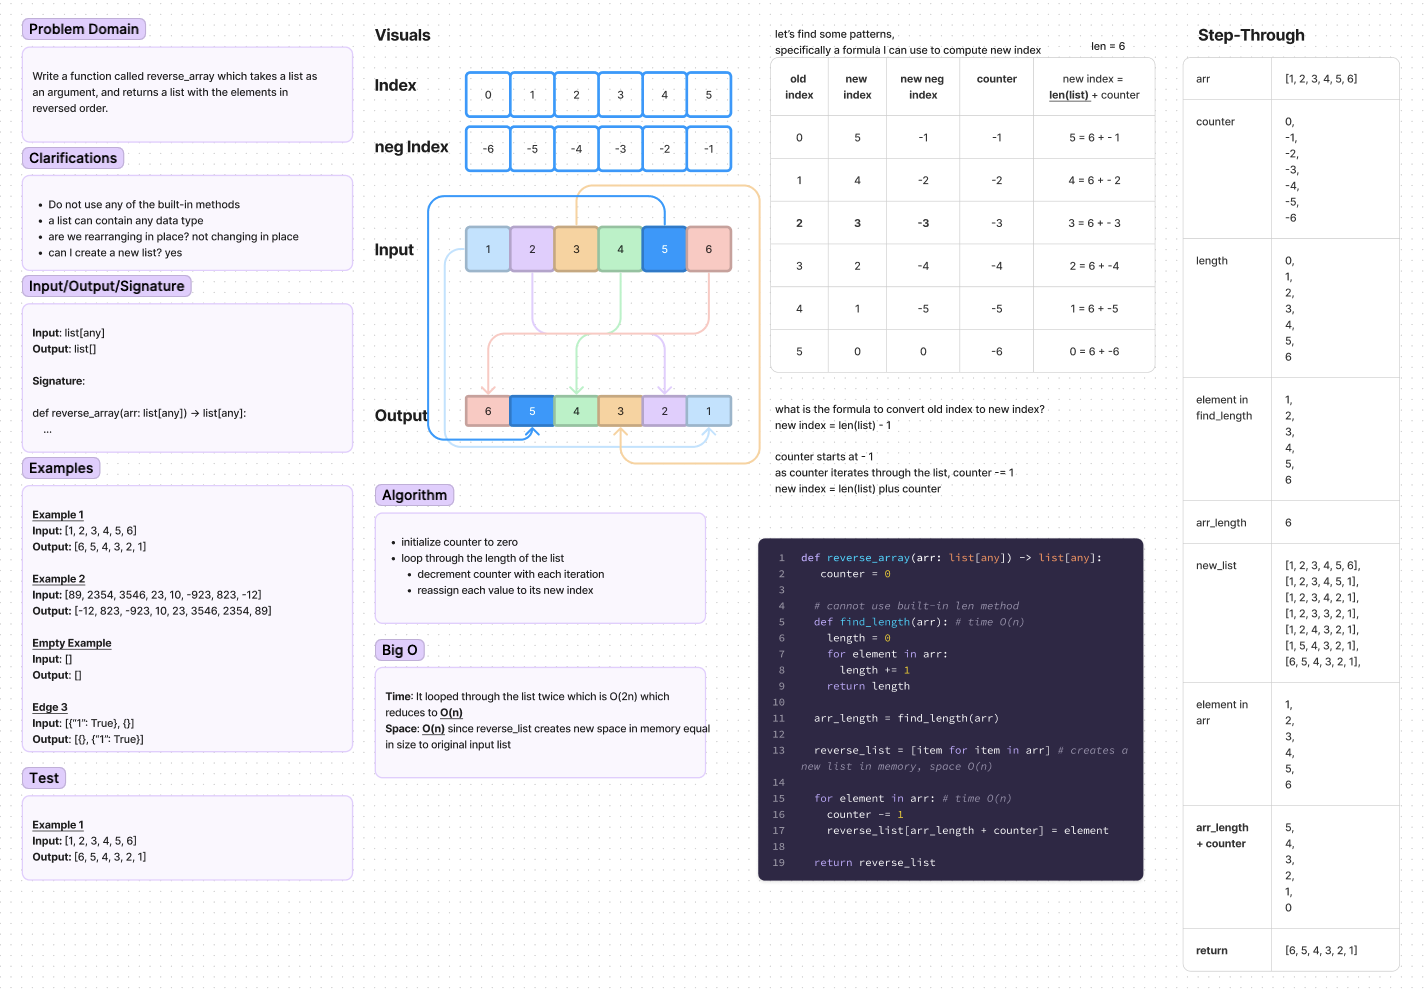 Problem Domain
Write a function called reverse_array which takes a list as
an argument, and returns a list with the elements in
reversed order.
Clarifications
• Do not use any of the built-in methods
• a list can contain any data type
• are we rearranging in place? not changing in place
• can I create a new list? yes
Input/Output/Signature
Input: list[any]
Output: list[]
Signature:
def reverse_array(arr: list[any]) → list[any]:
...
Examples
Example 1
Input: [1, 2, 3, 4, 5, 6]
Output: [6, 5, 4, 3, 2, 1]
Example 2
Input: [89, 2354, 3546, 23, 10, -923, 823, -12]
Output: [-12, 823, -923, 10, 23, 3546, 2354, 89]
Empty Example
Input: []
Output: []
Edge 3
Input: [{"1": True}, {}]
Output: [{}, {"1": True}]
Test
Example 1
Input: [1, 2, 3, 4, 5, 6]
Output: [6, 5, 4, 3, 2, 1]
Visuals
Index
0 1 2 3 4 5
neg Index
-6 -5 -4 -3 -2 -1
Input
1 2 3 4 5 6
Output
6 5 4 3 2 1
Algorithm
• initialize counter to zero
• loop through the length of the list
• decrement counter with each iteration
• reassign each value to its new index
Big O
Time: It looped through the list twice which is O(2n) which
reduces to O(n)
Space: O(n) since reverse_list creates new space in memory equal
in size to original input list
let's find some patterns,
specifically a formula I can use to compute new index
len = 6
old index | new index | new neg index | counter | new index = len(list) + counter
0 5 -1 -1 5 = 6 + - 1
1 4 -2 -2 4 = 6 + - 2
2 3 -3 -3 3 = 6 + - 3
3 2 -4 -4 2 = 6 + -4
4 1 -5 -5 1 = 6 + -5
5 0 0 -6 0 = 6 + -6
what is the formula to convert old index to new index?
new index = len(list) - 1
counter starts at - 1
as counter iterates through the list, counter -= 1
new index = len(list) plus counter
1 def reverse_array(arr: list[any]) -> list[any]:
2 counter = 0
3
4 # cannot use built-in len method
5 def find_length(arr): # time O(n)
6 length = 0
7 for element in arr:
8 length += 1
9 return length
10
11 arr_length = find_length(arr)
12
13 reverse_list = [item for item in arr] # creates a
new list in memory, space O(n)
14
15 for element in arr: # time O(n)
16 counter -= 1
17 reverse_list[arr_length + counter] = element
18
19 return reverse_list
Step-Through
arr [1, 2, 3, 4, 5, 6]
counter 0,
-1,
-2,
-3,
-4,
-5,
-6
length 0,
1,
2,
3,
4,
5,
6
element in 1,
find_length 2,
3,
4,
5,
6
arr_length 6
new_list [1, 2, 3, 4, 5, 6],
[1, 2, 3, 4, 5, 1],
[1, 2, 3, 4, 2, 1],
[1, 2, 3, 3, 2, 1],
[1, 2, 4, 3, 2, 1],
[1, 5, 4, 3, 2, 1],
[6, 5, 4, 3, 2, 1],
element in 1,
arr 2,
3,
4,
5,
6
arr_length 5,
+ counter 4,
3,
2,
1,
0
return [6, 5, 4, 3, 2, 1]